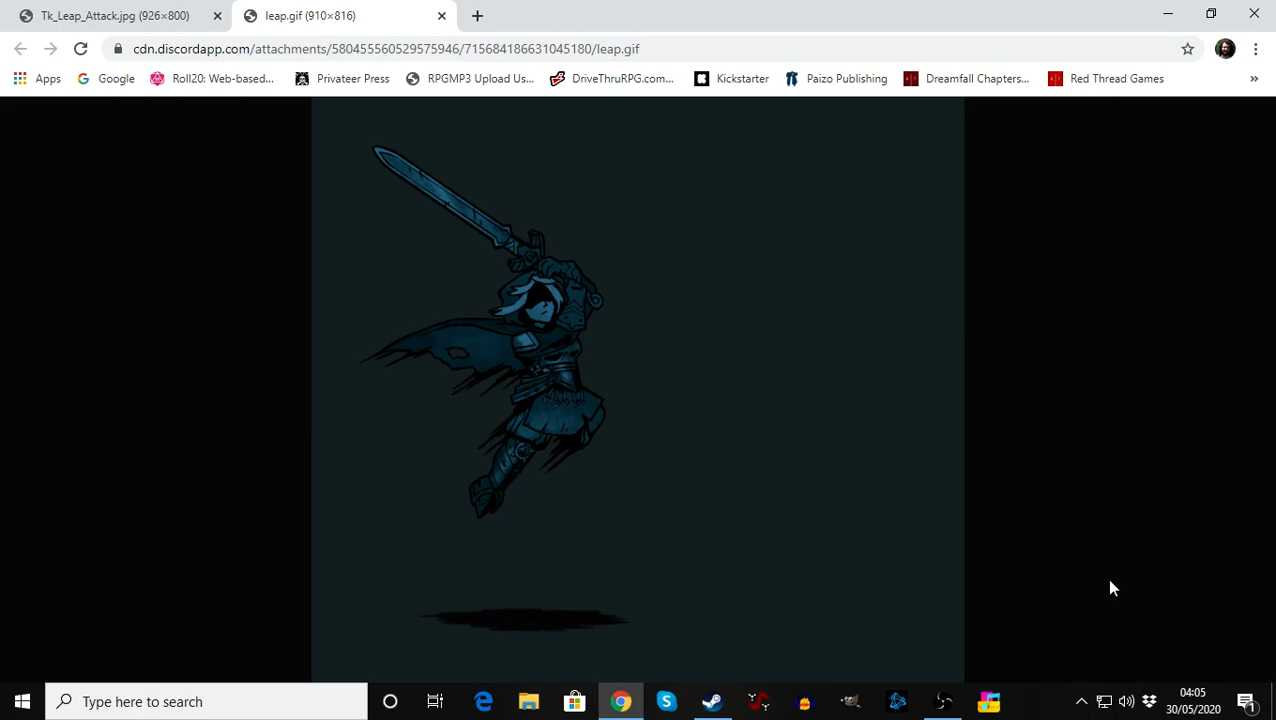 Tk_Leap_Attack.jpg (926×800)
leap.gif (910×816)
cdn.discordapp.com/attachments/580455560529575946/715684186631045180/leap.gif
Apps
Google
Roll20: Web-based...
Privateer Press
RPGMP3 Upload Us...
DriveThruRPG.com...
Kickstarter
Paizo Publishing
Dreamfall Chapters...
Red Thread Games
Type here to search
04:05
30/05/2020
1